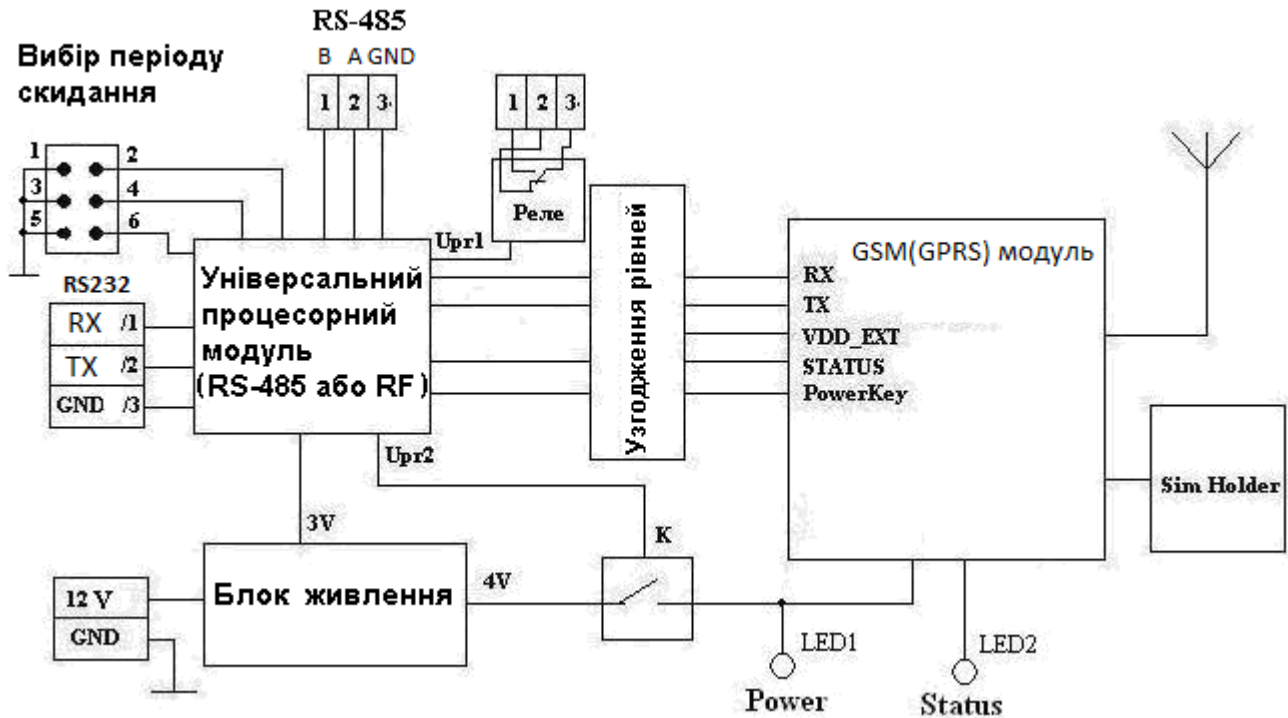 RS-485
B A GND
1 2 3
Вибір періоду
скидання
1 2
3 4
5 6
1 2 3
Реле
Upr1
RS232
RX /1
TX /2
GND /3
Універсальний
процесорний
модуль
(RS-485 або RF)
Узгодження рівней
GSM(GPRS) модуль
RX
TX
VDD_EXT
STATUS
PowerKey
Sim Holder
Upr2
3V
K
12 V
GND
Блок живлення
4V
LED1
Power
LED2
Status